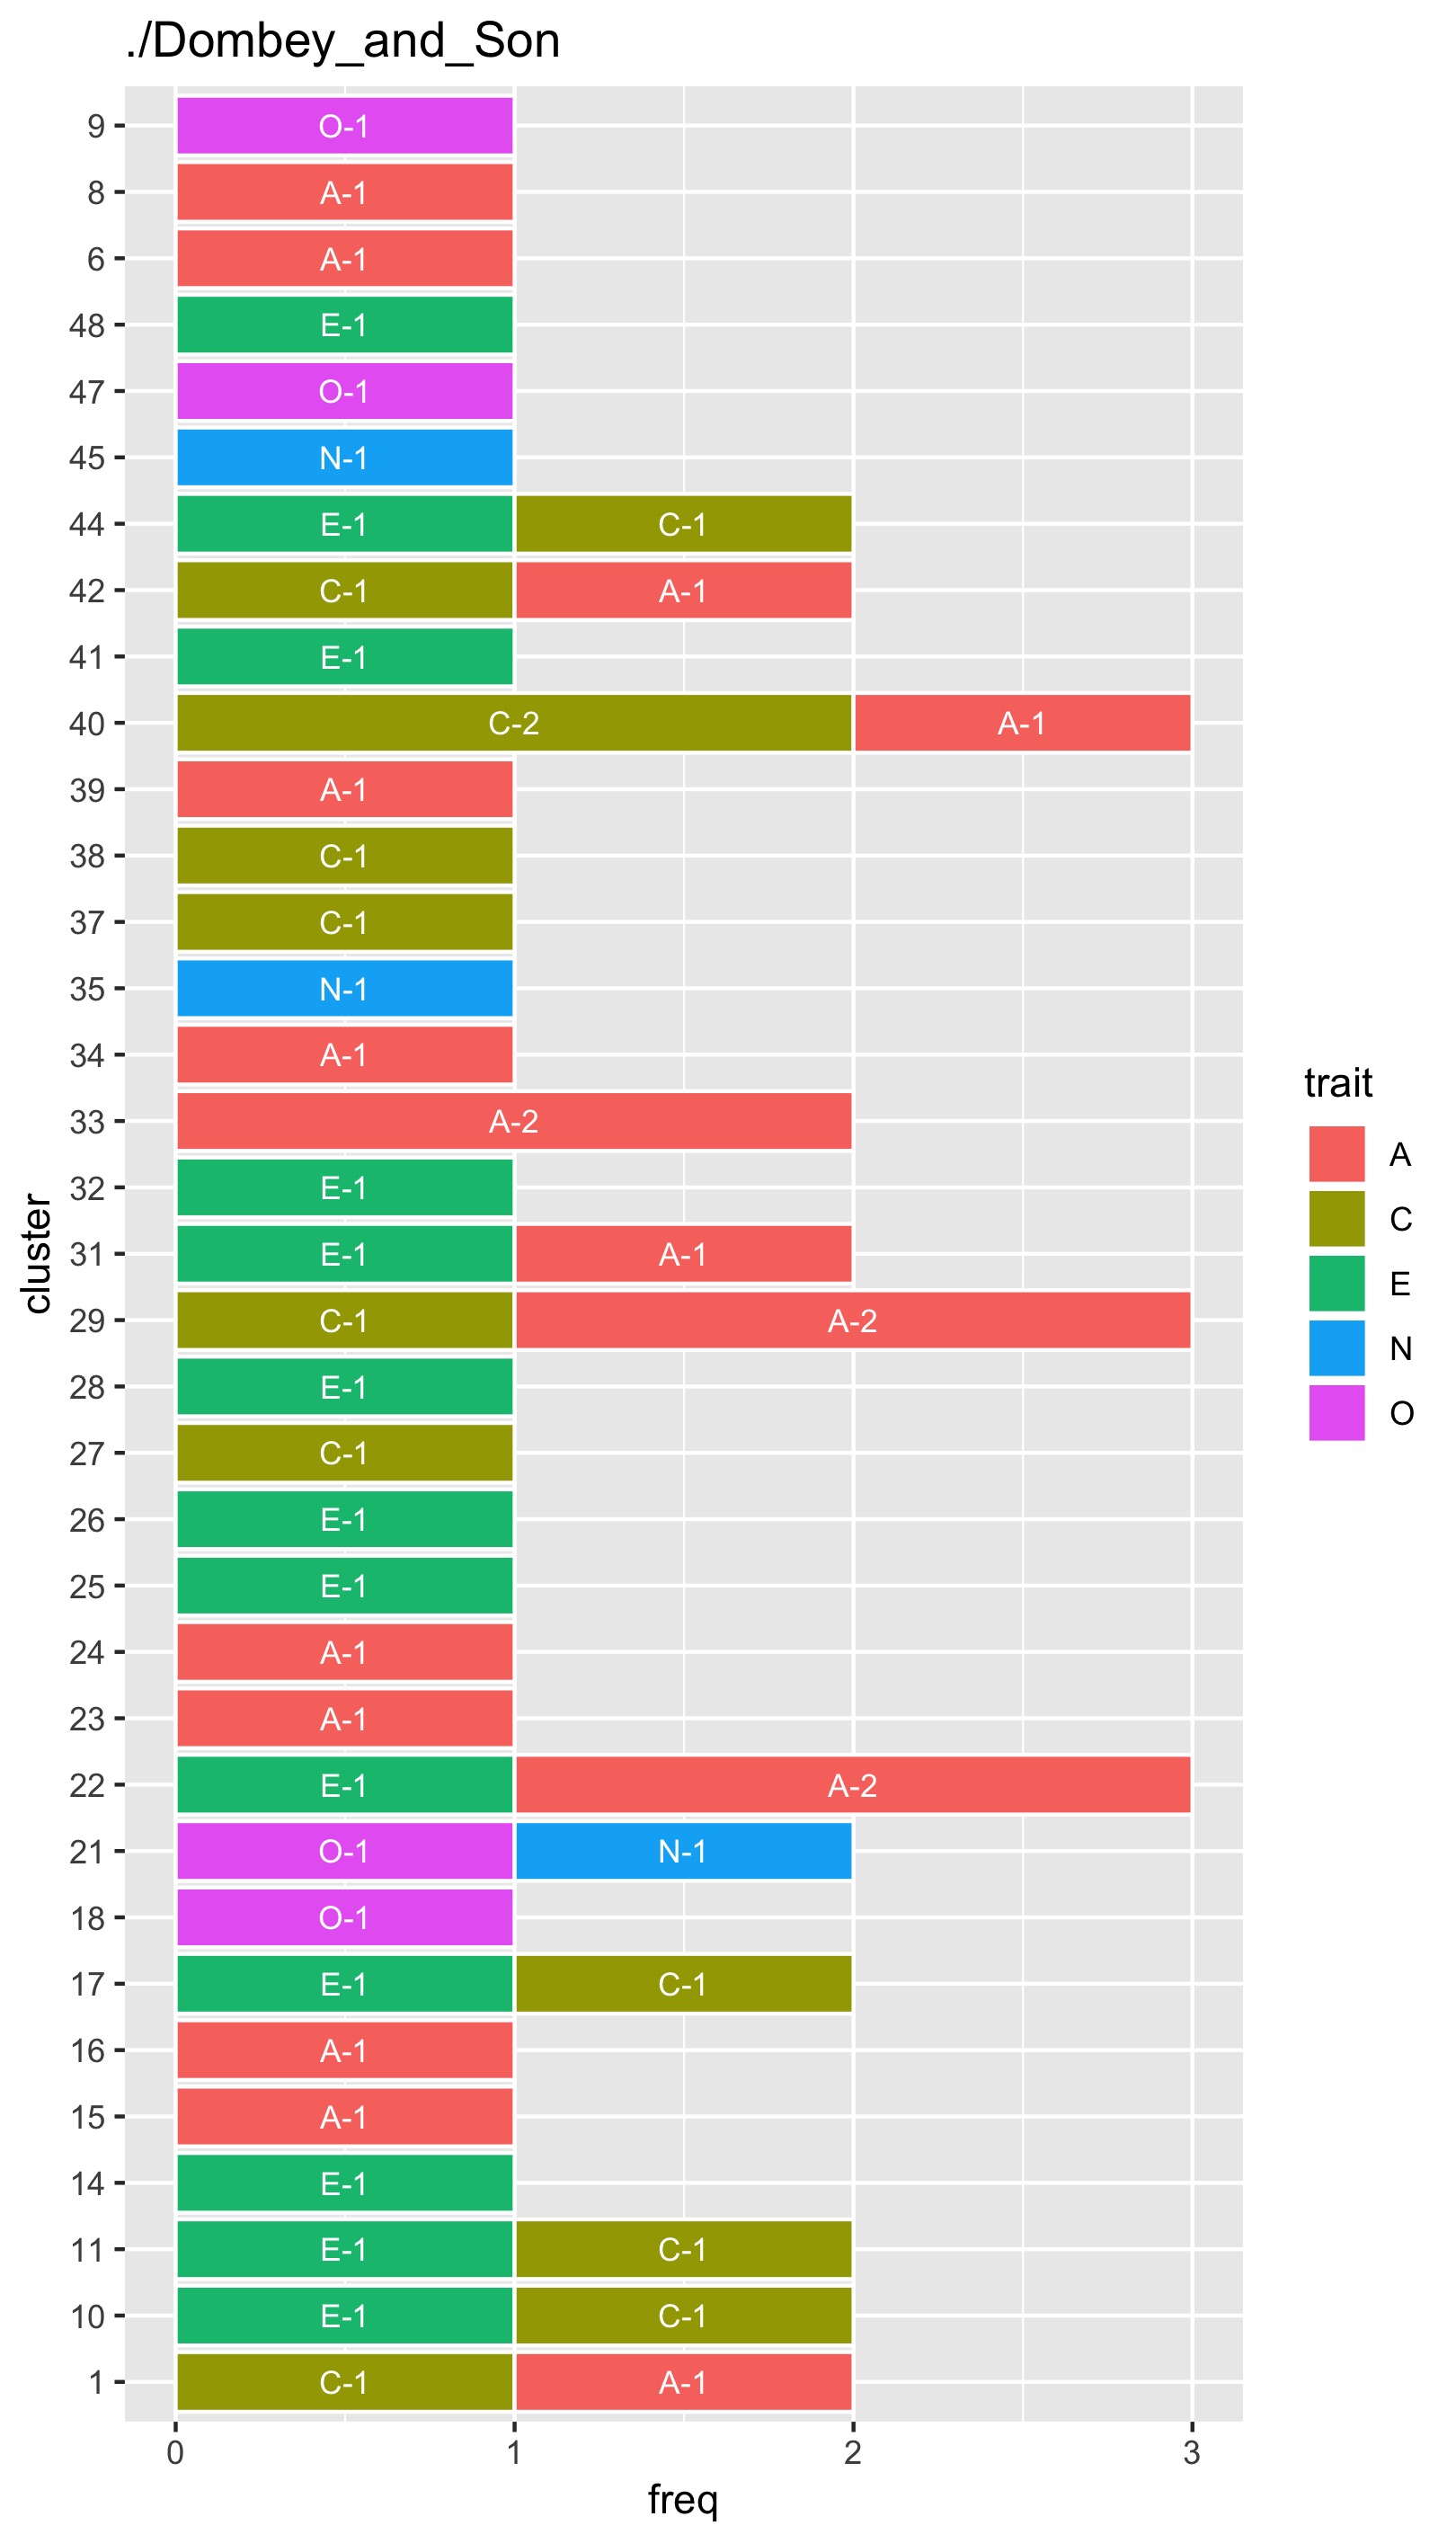 ./Dombey_and_Son
9 O-1
8 A-1
6 A-1
48 E-1
47 O-1
45 N-1
44 E-1 C-1
42 C-1 A-1
41 E-1
40 C-2 A-1
39 A-1
38 C-1
37 C-1
35 N-1
34 A-1
33 A-2
32 E-1
31 E-1 A-1
29 C-1 A-2
28 E-1
27 C-1
26 E-1
25 E-1
24 A-1
23 A-1
22 E-1 A-2
21 O-1 N-1
18 O-1
17 E-1 C-1
16 A-1
15 A-1
14 E-1
11 E-1 C-1
10 E-1 C-1
1 C-1 A-1
0 1 2 3
freq
cluster
trait
A
C
E
N
O